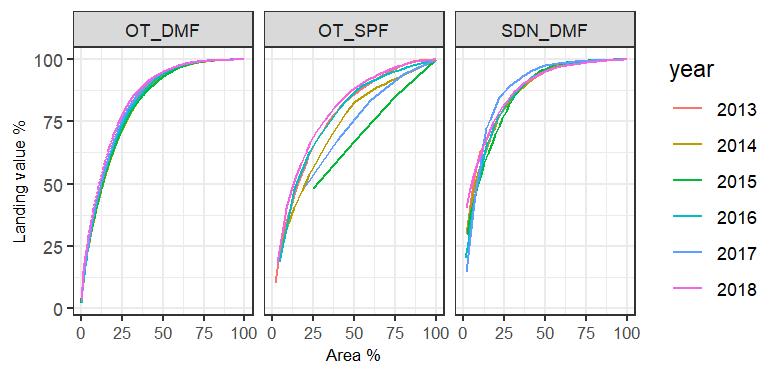 OT_DMF OT_SPF SDN_DMF
Landing value %
100
75
50
25
0
0 25 50 75 100 0 25 50 75 100 0 25 50 75 100
Area %
year
2013
2014
2015
2016
2017
2018